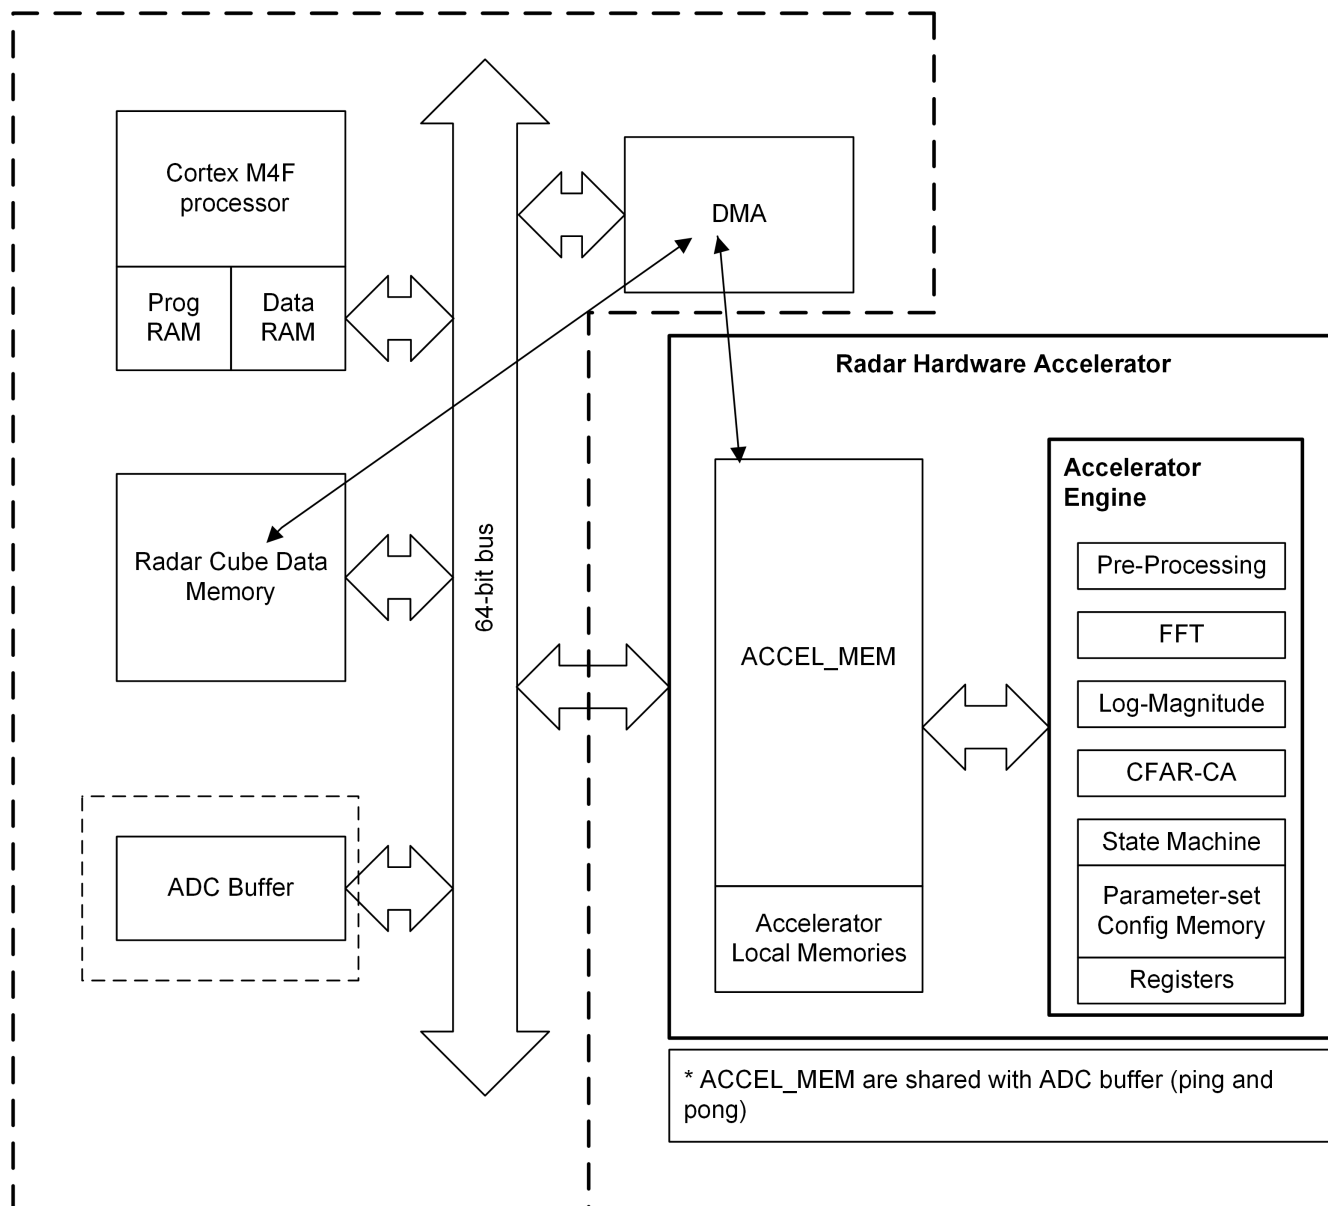 Cortex M4F
processor
Prog
RAM
Data
RAM
DMA
Radar Cube Data
Memory
ADC Buffer
64-bit bus
Radar Hardware Accelerator
ACCEL_MEM
Accelerator
Local Memories
Accelerator
Engine
Pre-Processing
FFT
Log-Magnitude
CFAR-CA
State Machine
Parameter-set
Config Memory
Registers
* ACCEL_MEM are shared with ADC buffer (ping and
pong)